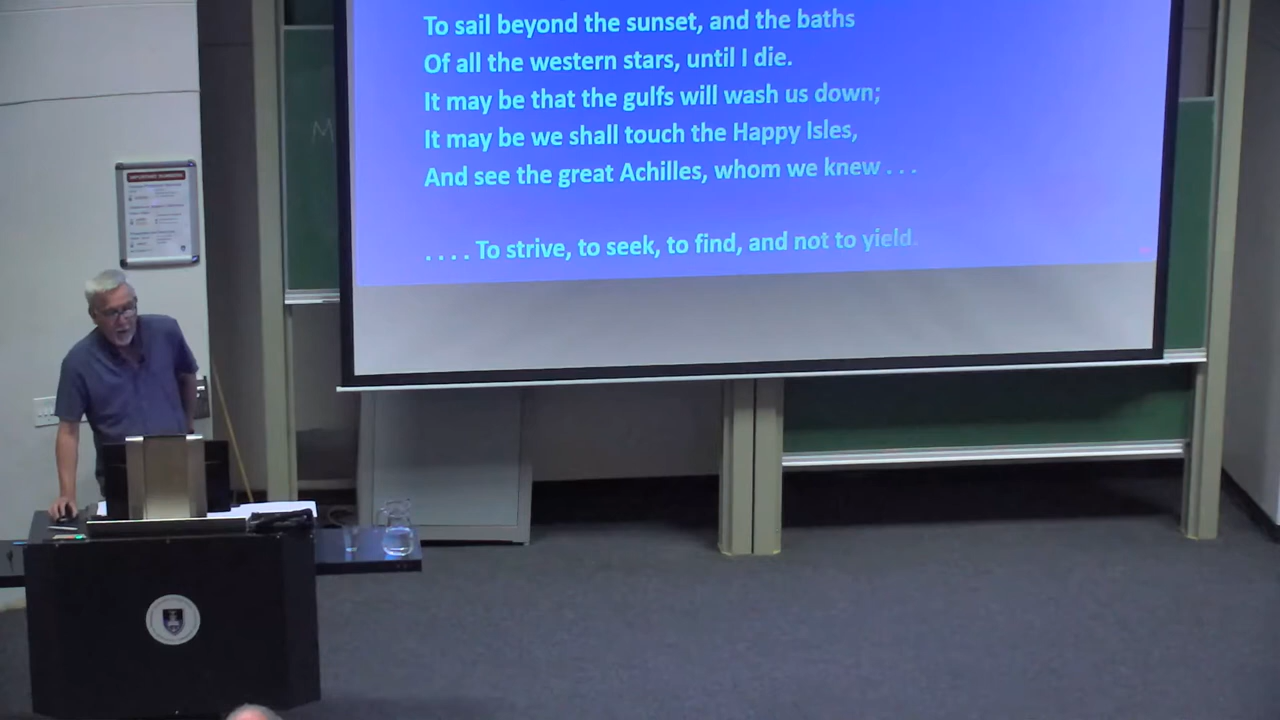 To sail beyond the sunset, and the baths
Of all the western stars, until I die.
It may be that the gulfs will wash us down;
It may be we shall touch the Happy Isles,
And see the great Achilles, whom we knew . . .
. . . . To strive, to seek, to find, and not to yield.
M